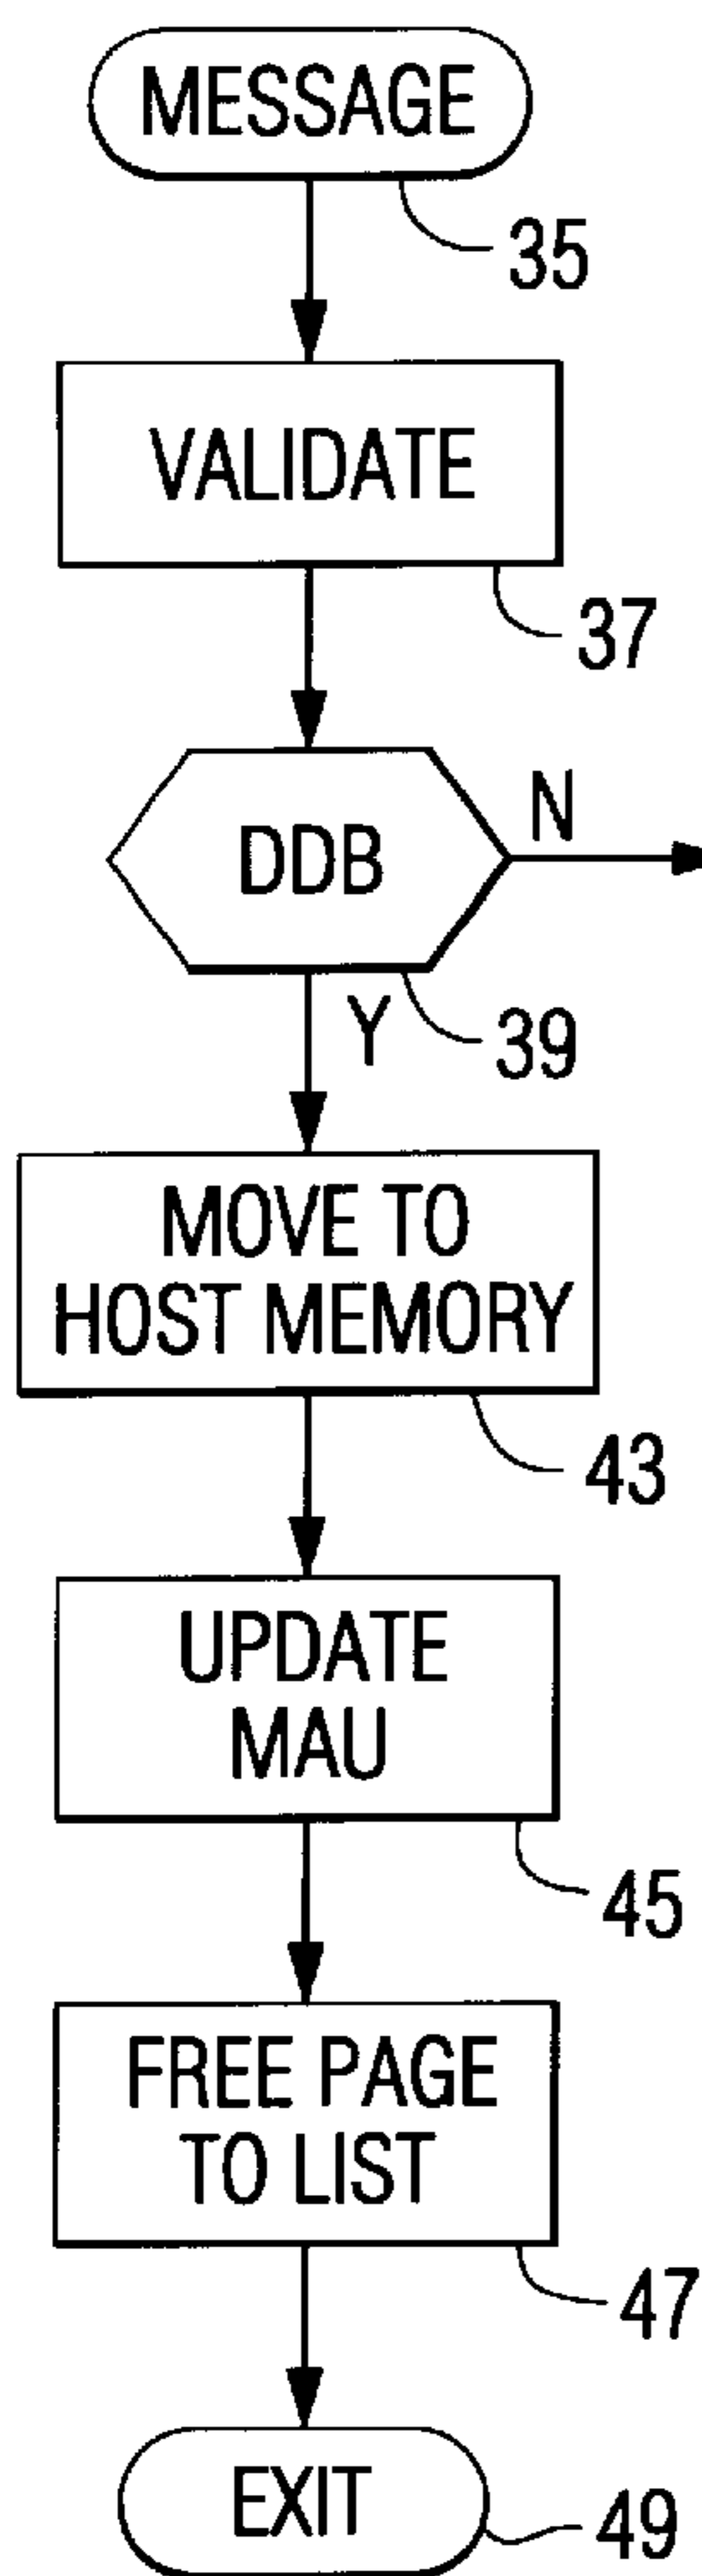 MESSAGE
35
VALIDATE
37
DDB
N
Y
39
MOVE TO
HOST MEMORY
43
UPDATE
MAU
45
FREE PAGE
TO LIST
47
EXIT
49